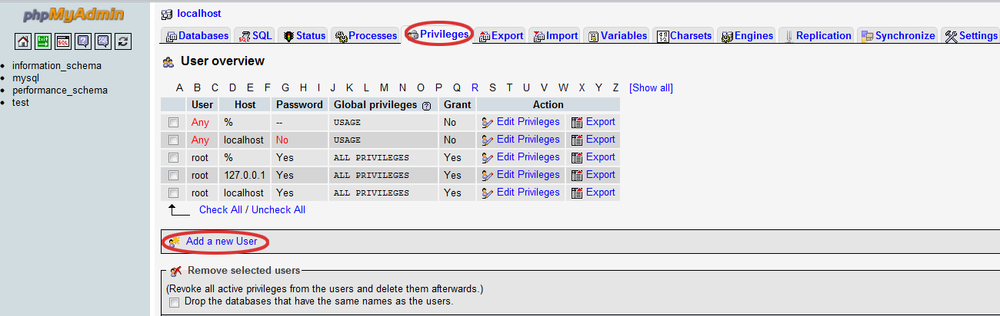 phpMyAdmin
localhost
Databases SQL Status Processes Privileges Export Import Variables Charsets Engines Replication Synchronize Settings
SQL SQL
information_schema
mysql
performance_schema
test
User overview
A B C D E F G H I J K L M N O P Q R S T U V W X Y Z [Show all]
User Host Password Global privileges ? Grant Action
Any % -- USAGE No Edit Privileges Export
Any localhost No USAGE No Edit Privileges Export
root % Yes ALL PRIVILEGES Yes Edit Privileges Export
root 127.0.0.1 Yes ALL PRIVILEGES Yes Edit Privileges Export
root localhost Yes ALL PRIVILEGES Yes Edit Privileges Export
Check All / Uncheck All
Add a new User
Remove selected users
(Revoke all active privileges from the users and delete them afterwards.)
Drop the databases that have the same names as the users.